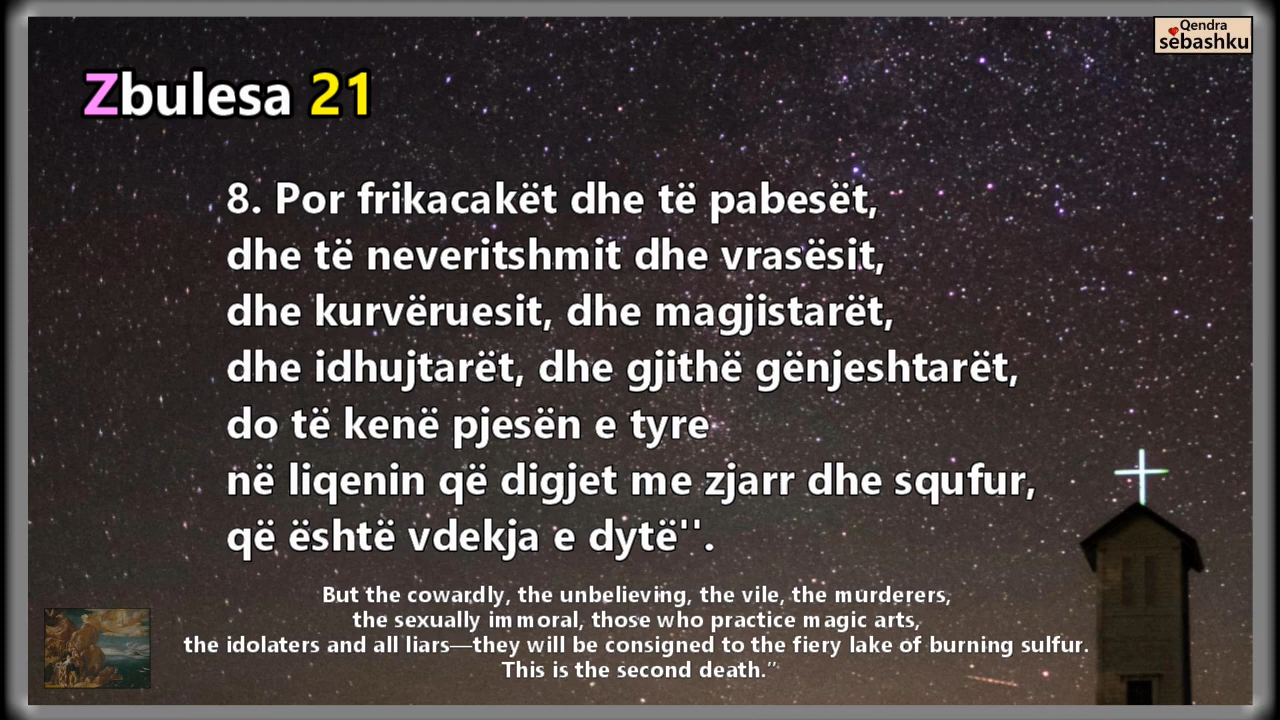 Qendra
sëbashku
Zbulesa 21
8. Por frikacakët dhe të pabesët,
dhe të neveritshmit dhe vrasësit,
dhe kurvëruesit, dhe magjistarët,
dhe idhujtarët, dhe gjithë gënjeshtarët,
do të kenë pjesën e tyre
në liqenin që digjet me zjarr dhe squfur,
që është vdekja e dytë''.
But the cowardly, the unbelieving, the vile, the murderers,
the sexually immoral, those who practice magic arts,
the idolaters and all liars—they will be consigned to the fiery lake of burning sulfur.
This is the second death.”